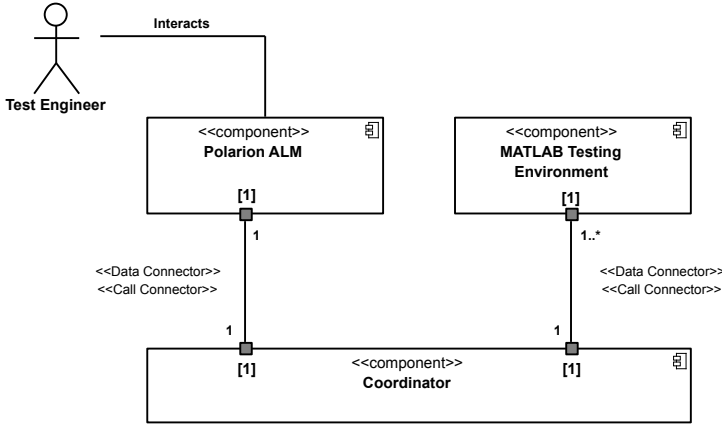 Interacts
Test Engineer
<<component>>
Polarion ALM
[1]
<<component>>
MATLAB Testing
Environment
[1]
1
1..*
<<Data Connector>>
<<Call Connector>>
<<Data Connector>>
<<Call Connector>>
1
1
[1]
<<component>>
Coordinator
[1]